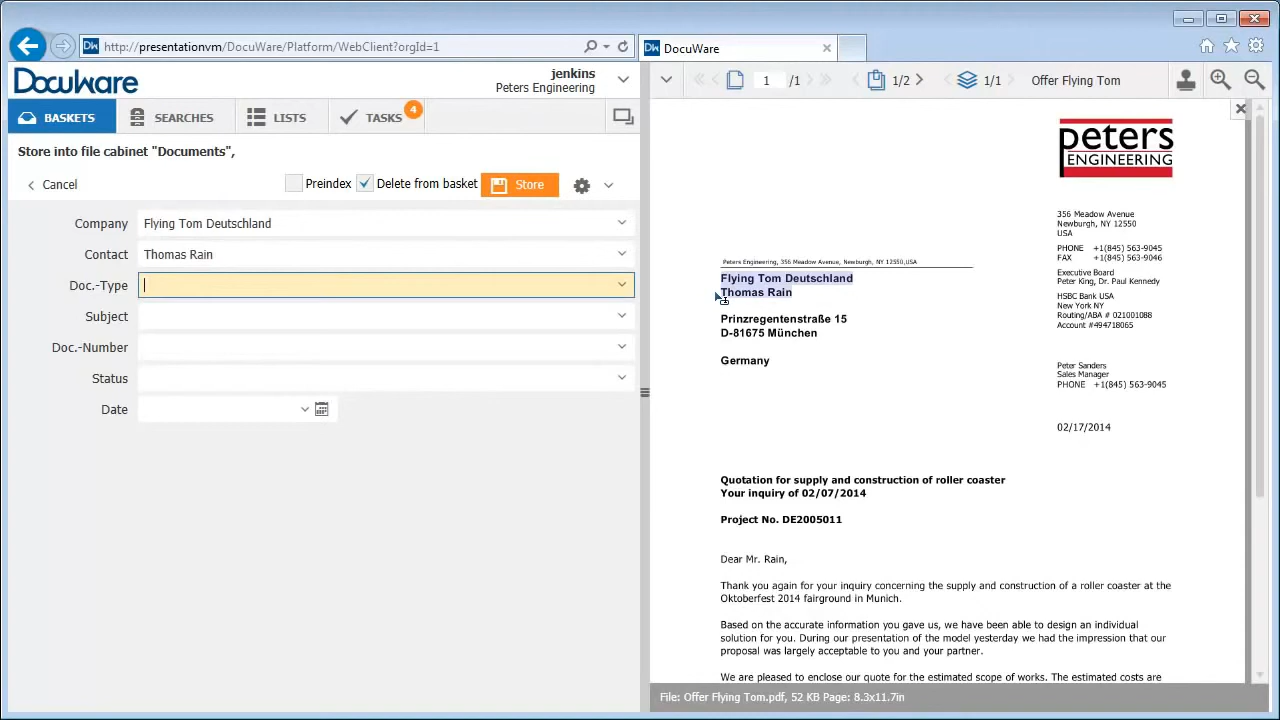 http://presentationvm/DocuWare/Platform/WebClient?orgId=1
DW DocuWare
DocuWare
jenkins
Peters Engineering
1 /1
1/2
1/1
Offer Flying Tom
BASKETS
SEARCHES
LISTS
TASKS
4
Store into file cabinet "Documents",
Cancel
Preindex
Delete from basket
Store
Company
Flying Tom Deutschland
Contact
Thomas Rain
Doc.-Type
Subject
Doc.-Number
Status
Date
peters
ENGINEERING
356 Meadow Avenue
Newburgh, NY 12550
USA
PHONE +1(845) 563-9045
FAX +1(845) 563-9046
Executive Board
Peter King, Dr. Paul Kennedy
HSBC Bank USA
New York NY
Routing/ABA # 021001088
Account #494718065
Peter Sanders
Sales Manager
PHONE +1(845) 563-9045
02/17/2014
Peters Engineering, 356 Meadow Avenue, Newburgh, NY 12550,USA
Flying Tom Deutschland
Thomas Rain
Prinzregentenstraße 15
D-81675 München
Germany
Quotation for supply and construction of roller coaster
Your inquiry of 02/07/2014
Project No. DE2005011
Dear Mr. Rain,
Thank you again for your inquiry concerning the supply and construction of a roller coaster at the
Oktoberfest 2014 fairground in Munich.
Based on the accurate information you gave us, we have been able to design an individual
solution for you. During our presentation of the model yesterday we had the impression that our
proposal was largely acceptable to you and your partner.
We are pleased to enclose our quote for the estimated scope of works. The estimated costs are
File: Offer Flying Tom.pdf, 52 KB Page: 8.3x11.7in